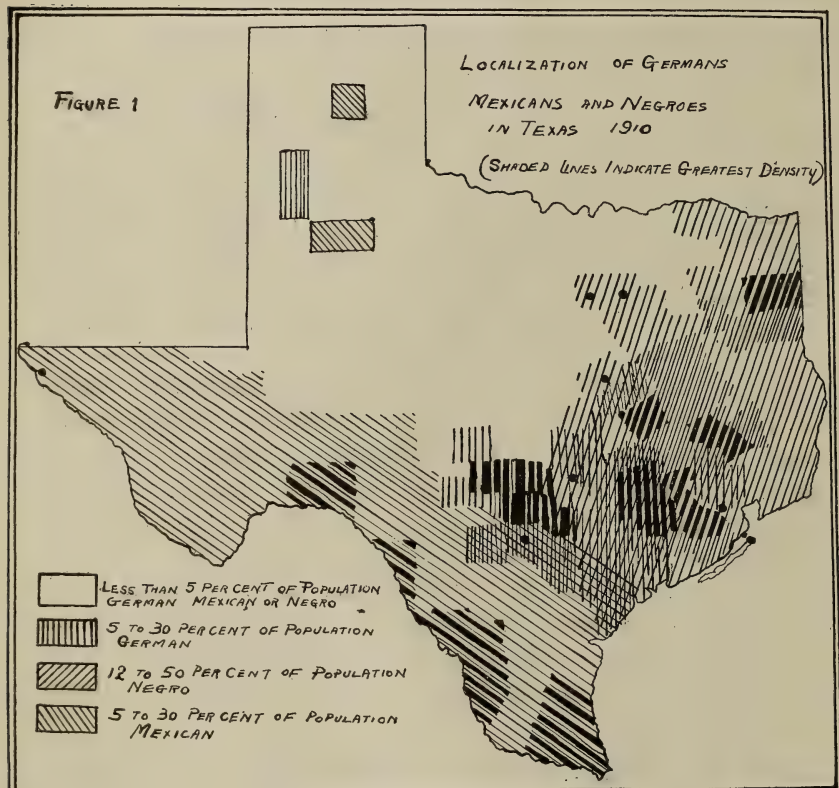 FIGURE 1
LOCALIZATION OF GERMANS
MEXICANS AND NEGROES
IN TEXAS 1910
(SHADED LINES INDICATE GREATEST DENSITY)
LESS THAN 5 PER CENT OF POPULATION
GERMAN MEXICAN OR NEGRO
5 TO 30 PER CENT OF POPULATION
GERMAN
12 TO 50 PER CENT OF POPULATION
NEGRO
5 TO 30 PER CENT OF POPULATION
MEXICAN